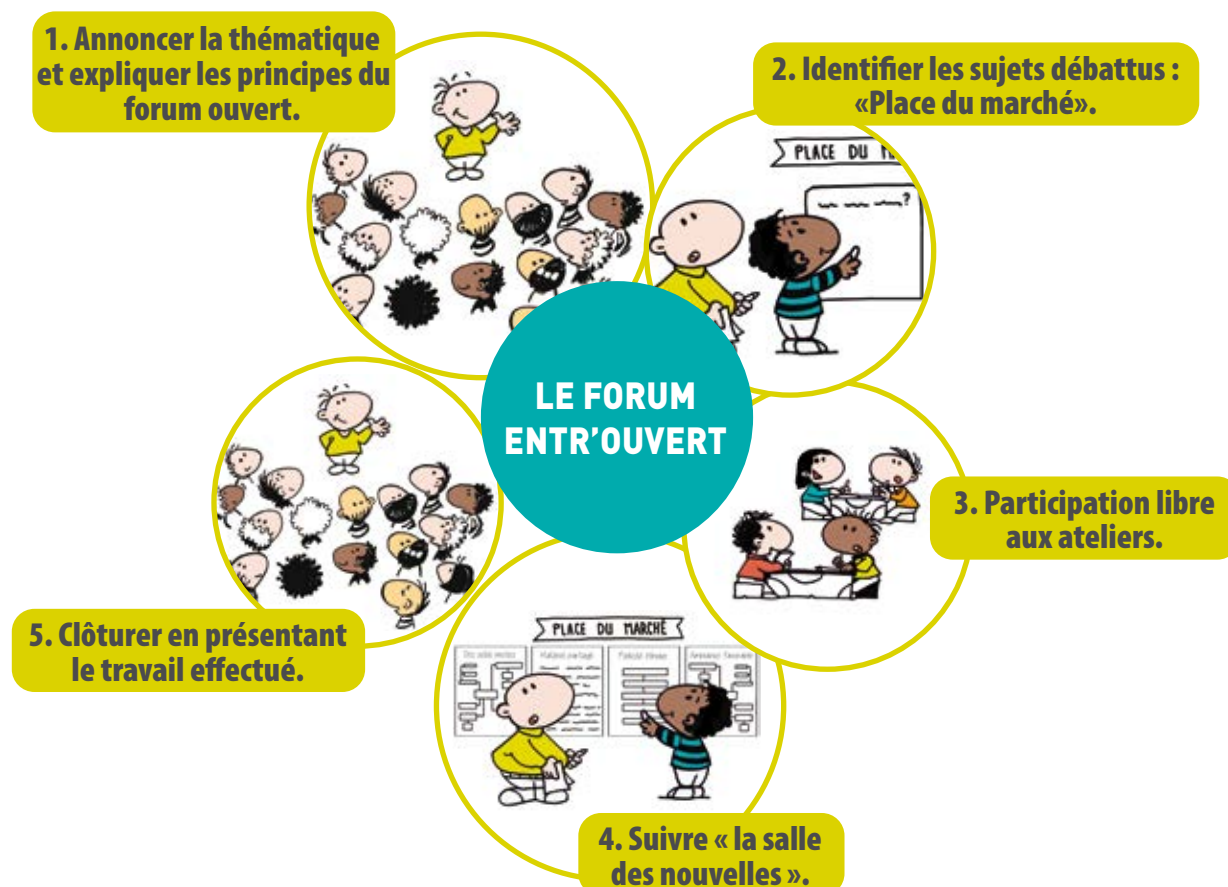 1. Annoncer la thématique
et expliquer les principes du
forum ouvert.
2. Identifier les sujets débattus :
«Place du marché».
PLACE DU
?
LE FORUM
ENTR'OUVERT
3. Participation libre
aux ateliers.
5. Clôturer en présentant
le travail effectué.
PLACE DU MARCHÉ
Matériel partagé
4. Suivre « la salle
des nouvelles ».